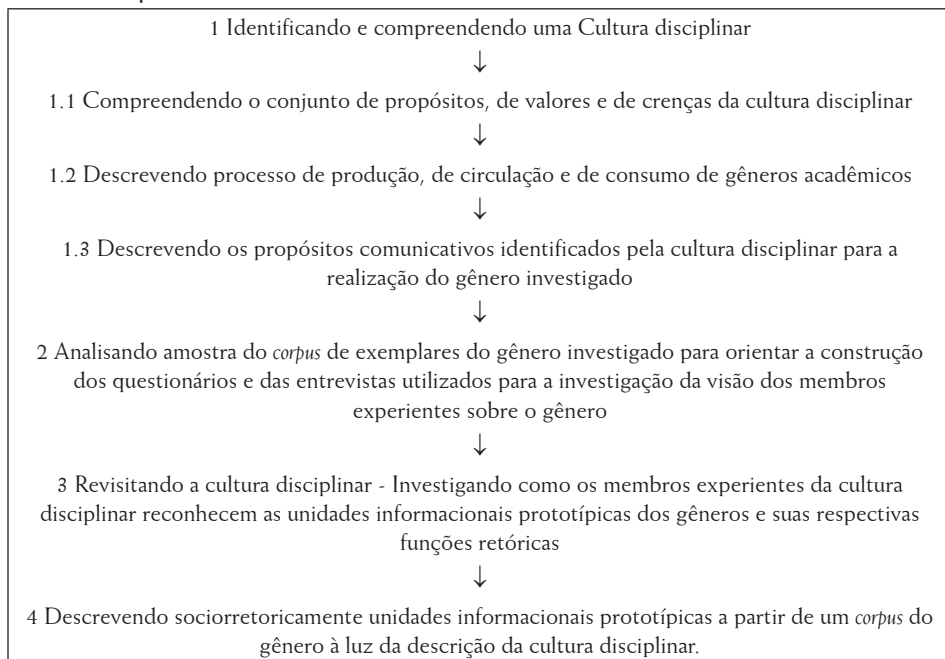 1 Identificando e compreendendo uma Cultura disciplinar
↓
1.1 Compreendendo o conjunto de propósitos, de valores e de crenças da cultura disciplinar
↓
1.2 Descrevendo processo de produção, de circulação e de consumo de gêneros acadêmicos
↓
1.3 Descrevendo os propósitos comunicativos identificados pela cultura disciplinar para a
realização do gênero investigado
↓
2 Analisando amostra do corpus de exemplares do gênero investigado para orientar a construção
dos questionários e das entrevistas utilizados para a investigação da visão dos membros
experientes sobre o gênero
↓
3 Revisitando a cultura disciplinar - Investigando como os membros experientes da cultura
disciplinar reconhecem as unidades informacionais prototípicas dos gêneros e suas respectivas
funções retóricas
↓
4 Descrevendo sociorretoricamente unidades informacionais prototípicas a partir de um corpus do
gênero à luz da descrição da cultura disciplinar.